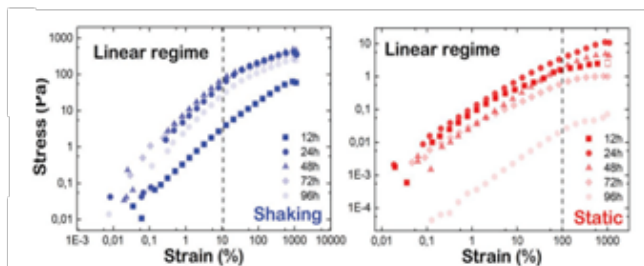 Linear regime
Stress (Pa)
1000
100
10
1
0,1
0,01
12h
24h
48h
72h
96h
Shaking
1E-3 0,01 0,1 1 10 100 1000 10000
Strain (%)
Linear regime
10
1
0,1
0,01
1E-3
1E-4
12h
24h
48h
72h
96h
Static
0,01 0,1 1 10 100 1000
Strain (%)